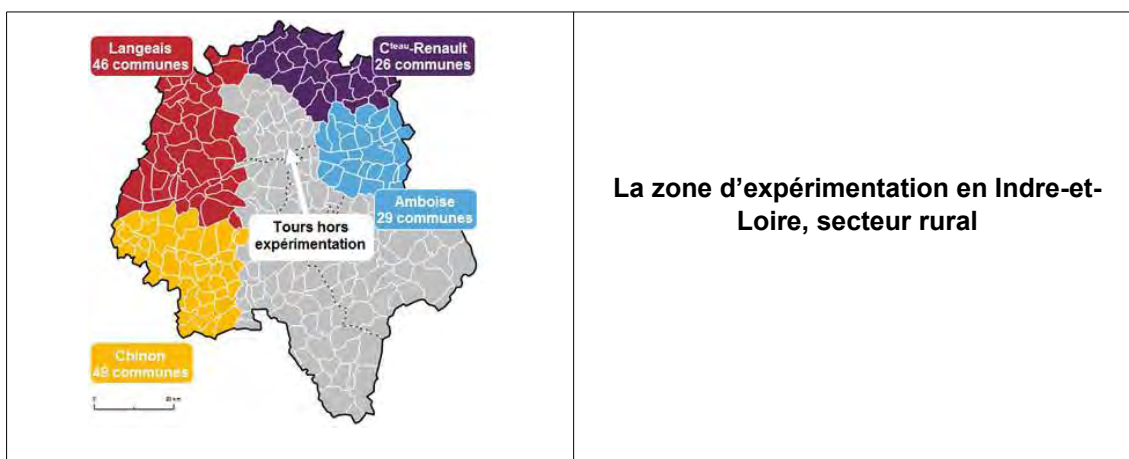 Langeais
46 communes
Cteau-Renault
26 communes
Amboise
29 communes
Tours hors
expérimentation
Chinon
49 communes
La zone d'expérimentation en Indre-et-
Loire, secteur rural